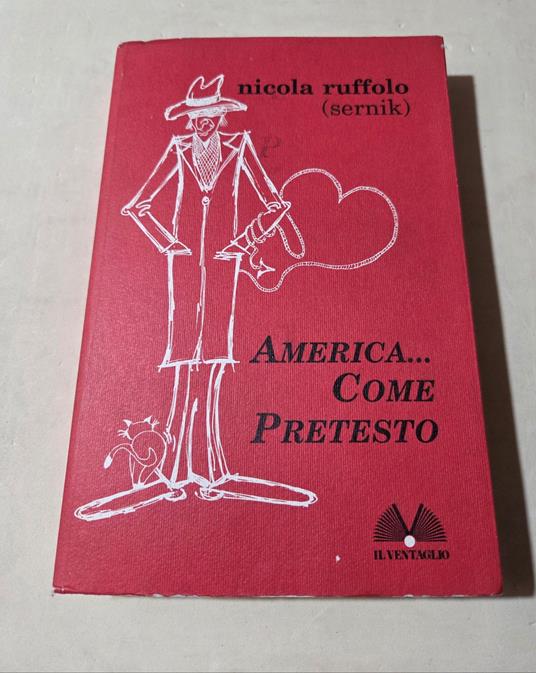 nicola ruffolo
(sernik)
AMERICA...
COME
PRETESTO
IL VENTAGLIO